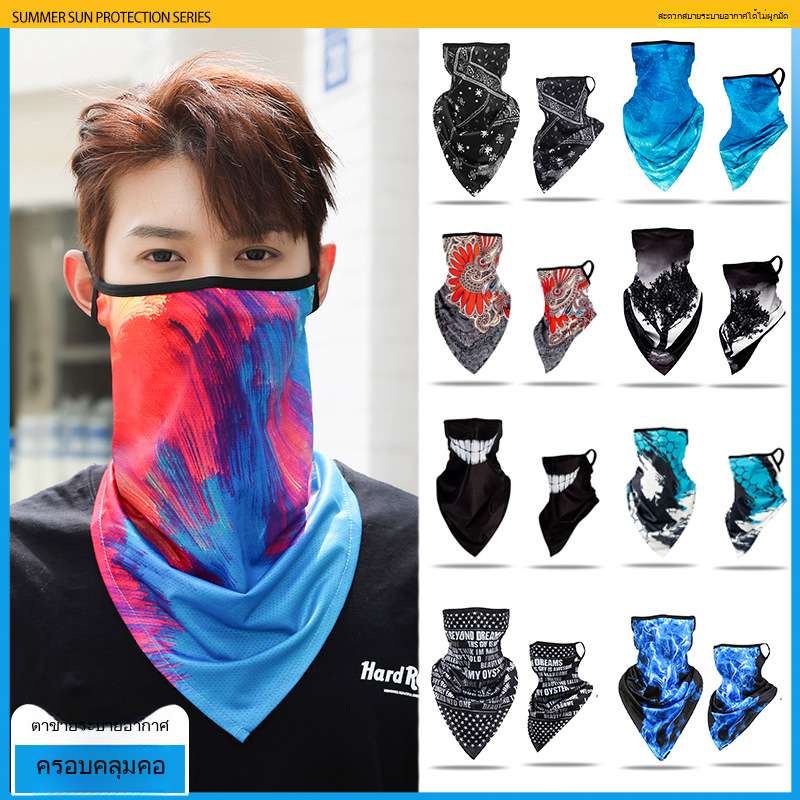 SUMMER SUN PROTECTION SERIES
สะดวกสบายระบายอากาศได้ไม่ผูกมัด
BEYOND DREAMS
DREAMS
MY OYSTER
Hard R
ตาข่ายระบายอากาศ
ครอบคลุมคอ